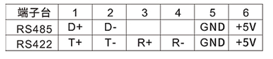 端子台 1 2 3 4 5 6
RS485 D+ D- GND +5V
RS422 T+ T- R+ R- GND +5V